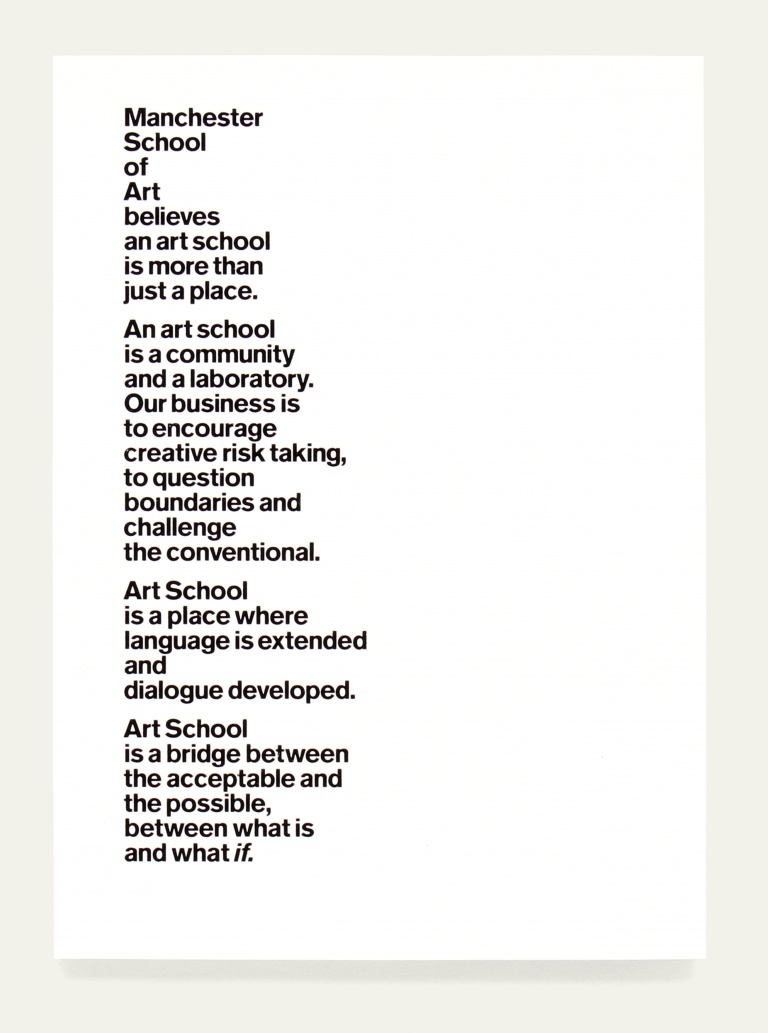 Manchester
School
of
Art
believes
an art school
is more than
just a place.
An art school
is a community
and a laboratory.
Our business is
to encourage
creative risk taking,
to question
boundaries and
challenge
the conventional.
Art School
is a place where
language is extended
and
dialogue developed.
Art School
is a bridge between
the acceptable and
the possible,
between what is
and what if.